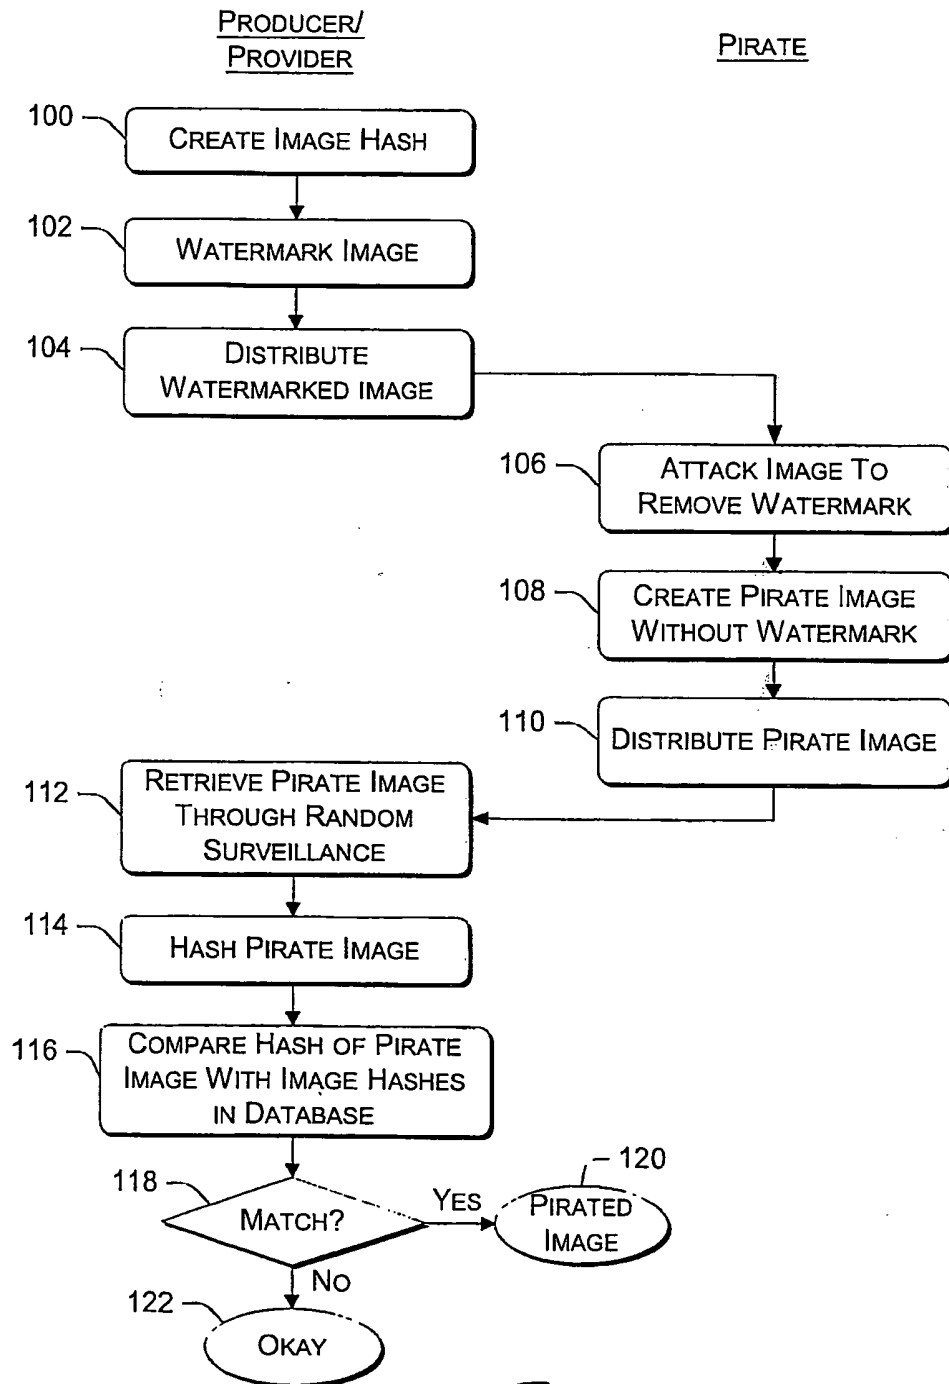 PRODUCER/
PROVIDER
PIRATE
100
CREATE IMAGE HASH
102
WATERMARK IMAGE
104
DISTRIBUTE
WATERMARKED IMAGE
106
ATTACK IMAGE TO
REMOVE WATERMARK
108
CREATE PIRATE IMAGE
WITHOUT WATERMARK
110
DISTRIBUTE PIRATE IMAGE
112
RETRIEVE PIRATE IMAGE
THROUGH RANDOM
SURVEILLANCE
114
HASH PIRATE IMAGE
116
COMPARE HASH OF PIRATE
IMAGE WITH IMAGE HASHES
IN DATABASE
118
MATCH?
YES
120
PIRATED
IMAGE
NO
122
OKAY